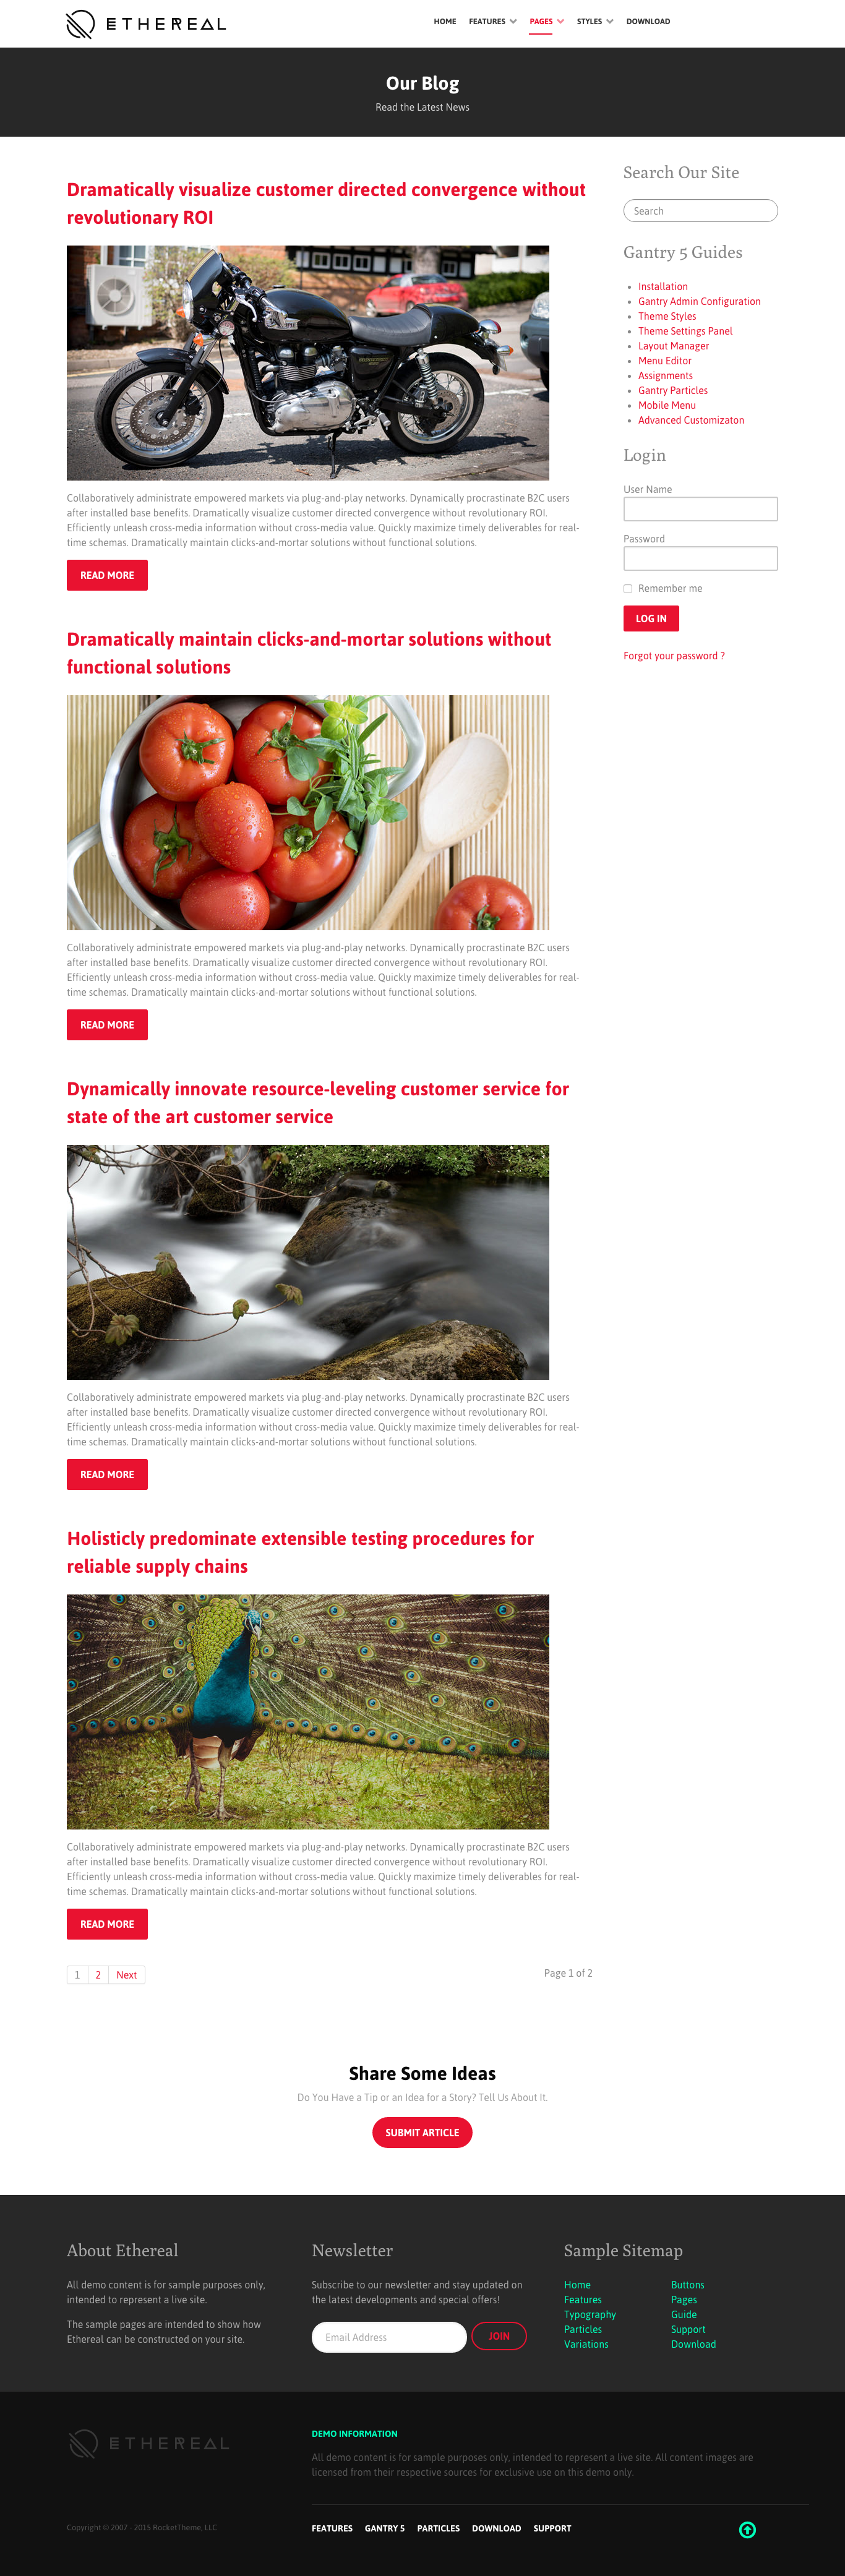 ETHEREAL
HOME FEATURES PAGES STYLES DOWNLOAD
Our Blog
Read the Latest News
Dramatically visualize customer directed convergence without
revolutionary ROI
Collaboratively administrate empowered markets via plug-and-play networks. Dynamically procrastinate B2C users
after installed base benefits. Dramatically visualize customer directed convergence without revolutionary ROI.
Efficiently unleash cross-media information without cross-media value. Quickly maximize timely deliverables for real-
time schemas. Dramatically maintain clicks-and-mortar solutions without functional solutions.
READ MORE
Dramatically maintain clicks-and-mortar solutions without
functional solutions
Collaboratively administrate empowered markets via plug-and-play networks. Dynamically procrastinate B2C users
after installed base benefits. Dramatically visualize customer directed convergence without revolutionary ROI.
Efficiently unleash cross-media information without cross-media value. Quickly maximize timely deliverables for real-
time schemas. Dramatically maintain clicks-and-mortar solutions without functional solutions.
READ MORE
Dynamically innovate resource-leveling customer service for
state of the art customer service
Collaboratively administrate empowered markets via plug-and-play networks. Dynamically procrastinate B2C users
after installed base benefits. Dramatically visualize customer directed convergence without revolutionary ROI.
Efficiently unleash cross-media information without cross-media value. Quickly maximize timely deliverables for real-
time schemas. Dramatically maintain clicks-and-mortar solutions without functional solutions.
READ MORE
Holisticly predominate extensible testing procedures for
reliable supply chains
Collaboratively administrate empowered markets via plug-and-play networks. Dynamically procrastinate B2C users
after installed base benefits. Dramatically visualize customer directed convergence without revolutionary ROI.
Efficiently unleash cross-media information without cross-media value. Quickly maximize timely deliverables for real-
time schemas. Dramatically maintain clicks-and-mortar solutions without functional solutions.
READ MORE
1 2 Next
Page 1 of 2
Search Our Site
Search
Gantry 5 Guides
Installation
Gantry Admin Configuration
Theme Styles
Theme Settings Panel
Layout Manager
Menu Editor
Assignments
Gantry Particles
Mobile Menu
Advanced Customizaton
Login
User Name
Password
Remember me
LOG IN
Forgot your password ?
Share Some Ideas
Do You Have a Tip or an Idea for a Story? Tell Us About It.
SUBMIT ARTICLE
About Ethereal
All demo content is for sample purposes only,
intended to represent a live site.
The sample pages are intended to show how
Ethereal can be constructed on your site.
Newsletter
Subscribe to our newsletter and stay updated on
the latest developments and special offers!
Email Address
JOIN
Sample Sitemap
Home
Features
Typography
Particles
Variations
Buttons
Pages
Guide
Support
Download
ETHEREAL
DEMO INFORMATION
All demo content is for sample purposes only, intended to represent a live site. All content images are
licensed from their respective sources for exclusive use on this demo only.
Copyright © 2007 - 2015 RocketTheme, LLC
FEATURES GANTRY 5 PARTICLES DOWNLOAD SUPPORT